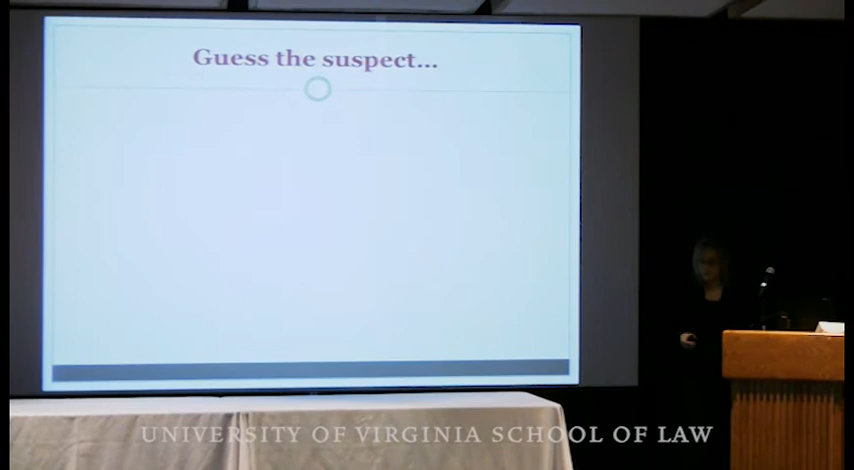 Guess the suspect...
UNIVERSITY OF VIRGINIA SCHOOL OF LAW